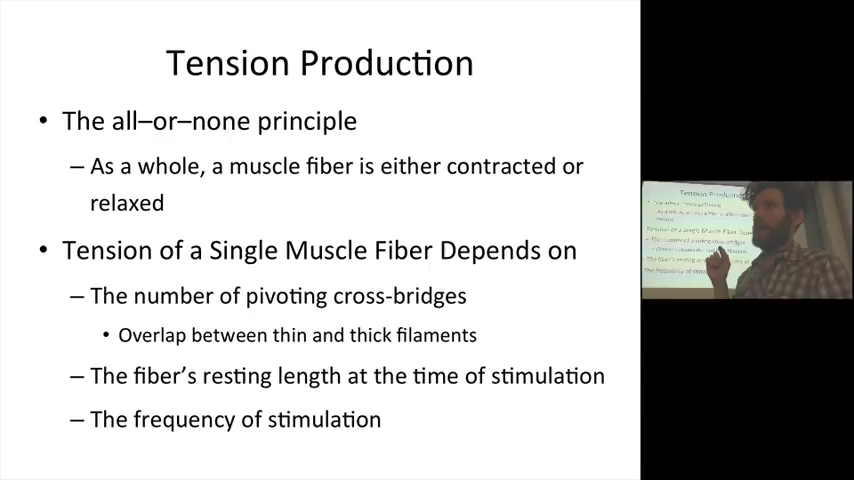 Tension Production
• The all–or–none principle
– As a whole, a muscle fiber is either contracted or
relaxed
• Tension of a Single Muscle Fiber Depends on
– The number of pivoting cross-bridges
• Overlap between thin and thick filaments
– The fiber's resting length at the time of stimulation
– The frequency of stimulation
Tension Production